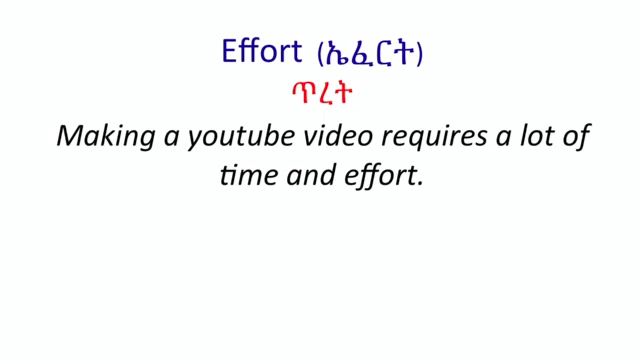 Effort (ኤፈርት)
ጥረት
Making a youtube video requires a lot of
time and effort.